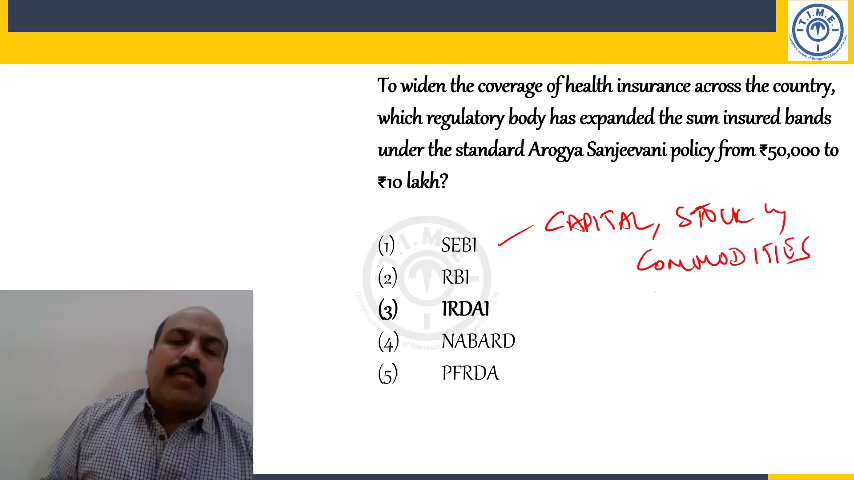 T.I.M.E.
To widen the coverage of health insurance across the country,
which regulatory body has expanded the sum insured bands
under the standard Arogya Sanjeevani policy from ₹50,000 to
₹10 lakh?
(1) SEBI
CAPITAL, STOCK
COMMODITIES
(2) RBI
(3) IRDAI
(4) NABARD
(5) PFRDA